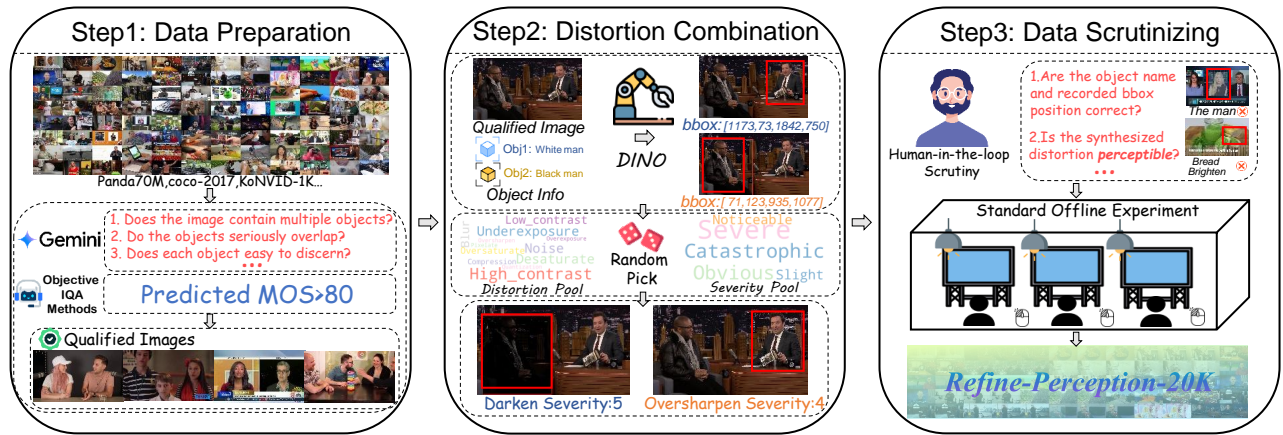 Step1: Data Preparation
Panda70M,coco-2017,KoNVID-1K...
Gemini
1. Does the image contain multiple objects?
2. Do the objects seriously overlap?
3. Does each object easy to discern?
...
Objective
IQA
Methods
Predicted MOS>80
Qualified Images
Step2: Distortion Combination
Qualified Image
Obj1: White man
Obj2: Black man
Object Info
DINO
bbox:[1173,73,1842,750]
bbox:[ 71,123,935,1077]
Low_contrast
Underexposure
Blur
Oversharpen
Overexposure
Oversaturate
Noise
Compression
Desaturate
High_contrast
Distortion Pool
Random
Pick
Noticeable
Severe
Catastrophic
Obvious
Slight
Severity Pool
Darken Severity:5
Oversharpen Severity:4
Step3: Data Scrutinizing
Human-in-the-loop
Scrutiny
1.Are the object name
and recorded bbox
position correct?
2.Is the synthesized
distortion perceptible?
...
The man
Bread
Brighten
Standard Offline Experiment
Refine-Perception-20K